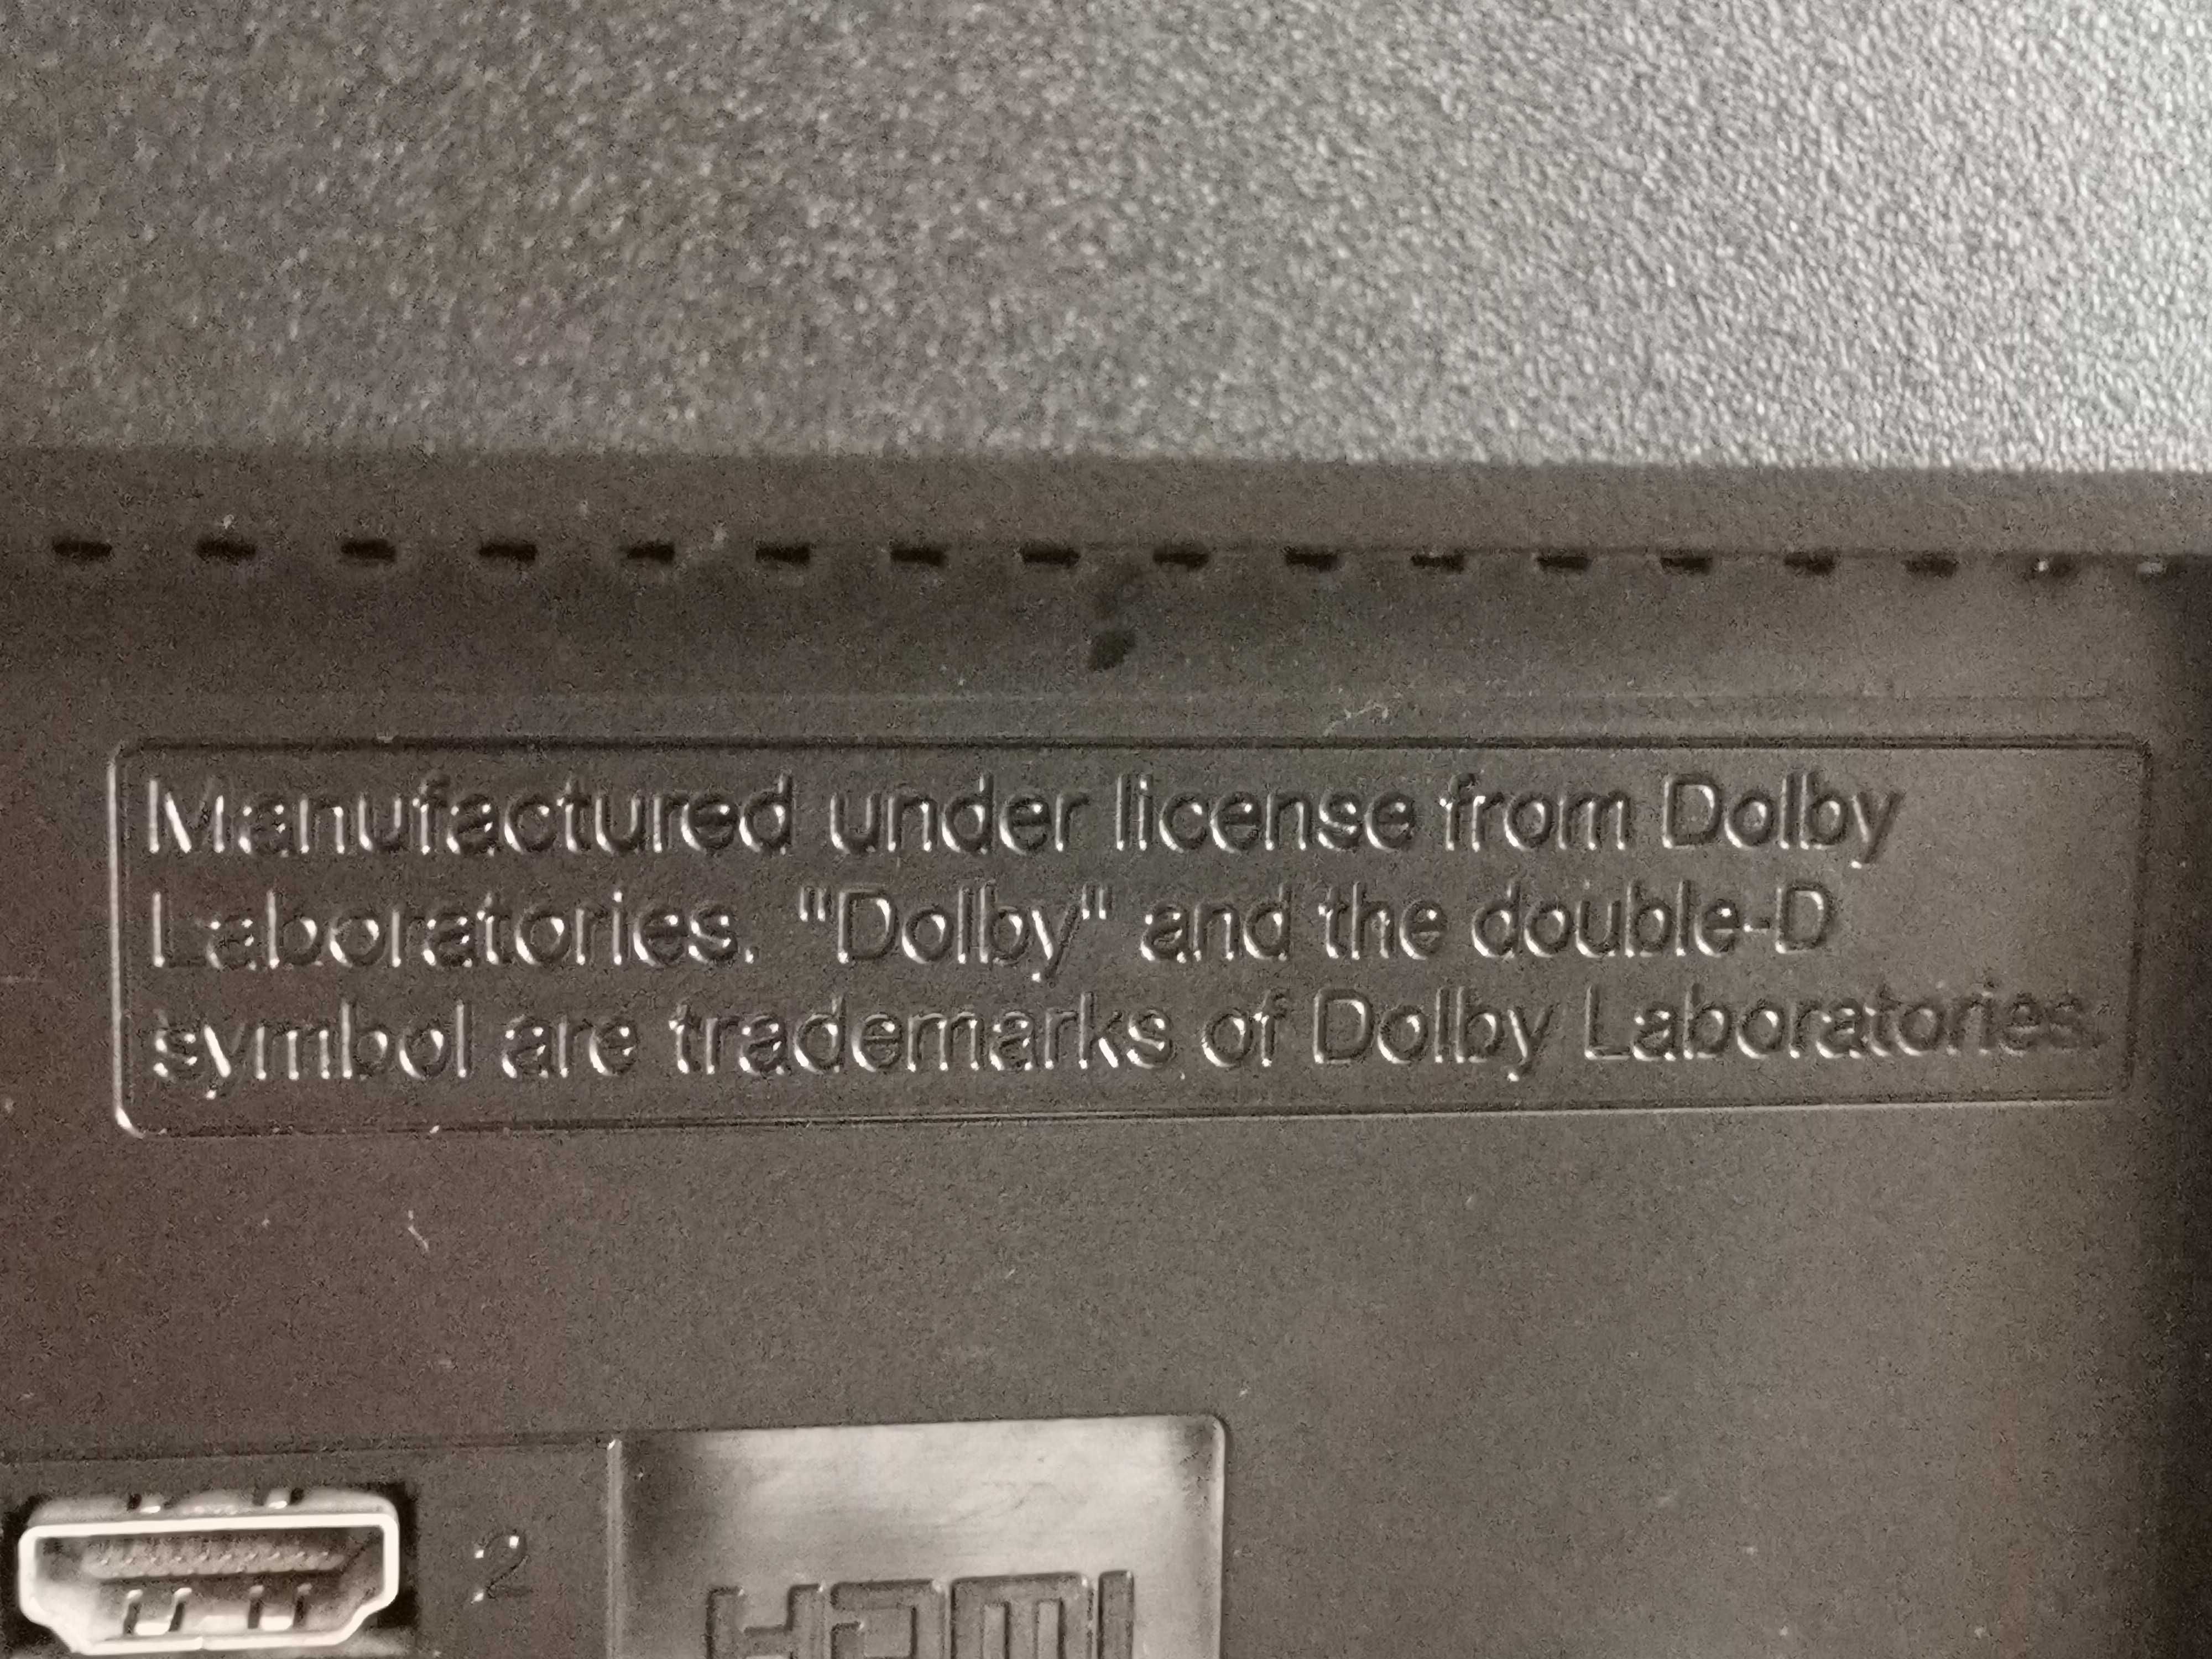 Manufactured under license from Dolby
Laboratories. "Dolby" and the double-D
symbol are trademarks of Dolby Laboratories.
2
HDMI